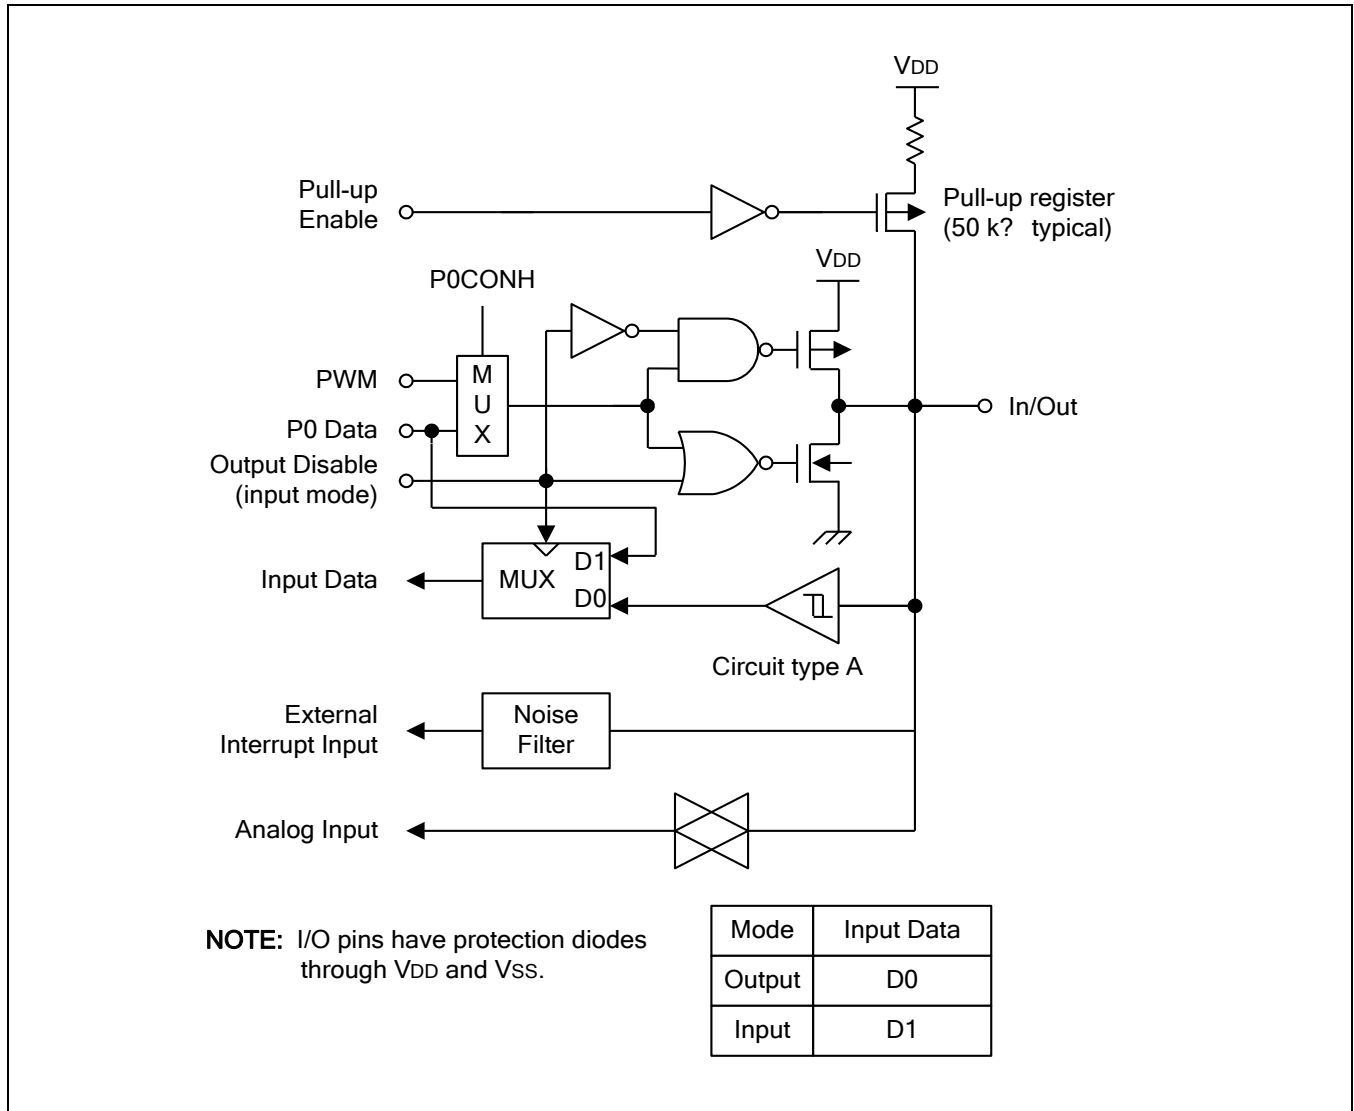 VDD
Pull-up
Enable
Pull-up register
(50 k? typical)
VDD
P0CONH
PWM
M
U
X
P0 Data
In/Out
Output Disable
(input mode)
Input Data
MUX
D1
D0
Circuit type A
External
Interrupt Input
Noise
Filter
Analog Input
NOTE: I/O pins have protection diodes
through VDD and VSS.
Mode Input Data
Output D0
Input D1